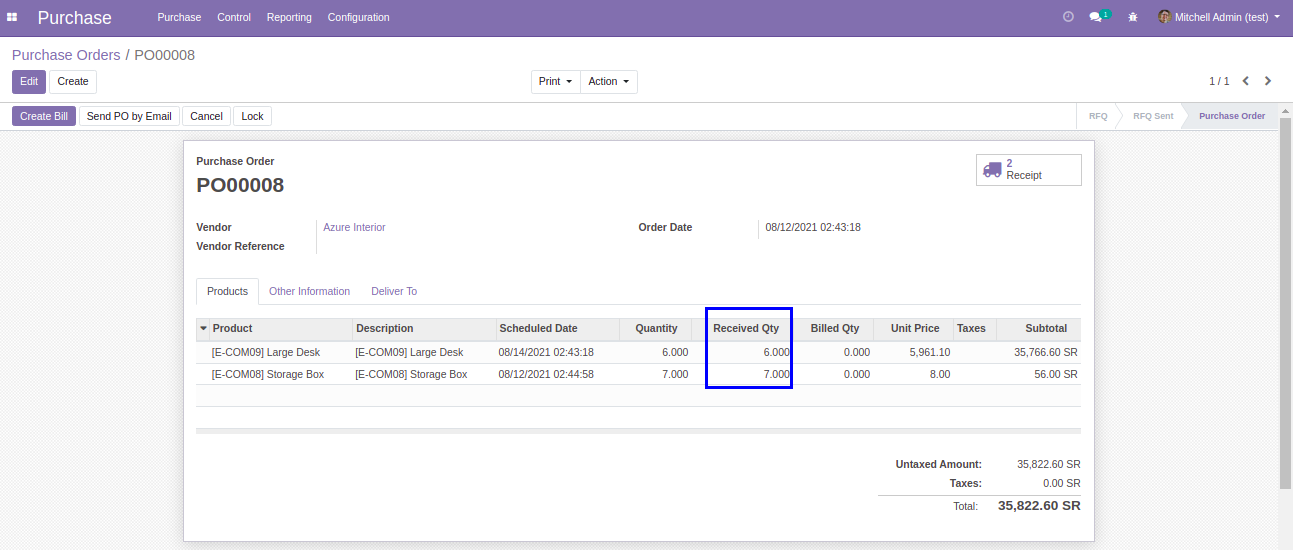 Purchase Purchase Control Reporting Configuration 1 Mitchell Admin (test)
Purchase Orders / PO00008
Edit Create Print Action 1 / 1
Create Bill Send PO by Email Cancel Lock RFQ RFQ Sent Purchase Order
Purchase Order
2
Receipt
PO00008
Vendor Azure Interior Order Date 08/12/2021 02:43:18
Vendor Reference
Products Other Information Deliver To
Product Description Scheduled Date Quantity Received Qty Billed Qty Unit Price Taxes Subtotal
[E-COM09] Large Desk [E-COM09] Large Desk 08/14/2021 02:43:18 6.000 6.000 0.000 5,961.10 35,766.60 SR
[E-COM08] Storage Box [E-COM08] Storage Box 08/12/2021 02:44:58 7.000 7.000 0.000 8.00 56.00 SR
Untaxed Amount: 35,822.60 SR
Taxes: 0.00 SR
Total: 35,822.60 SR